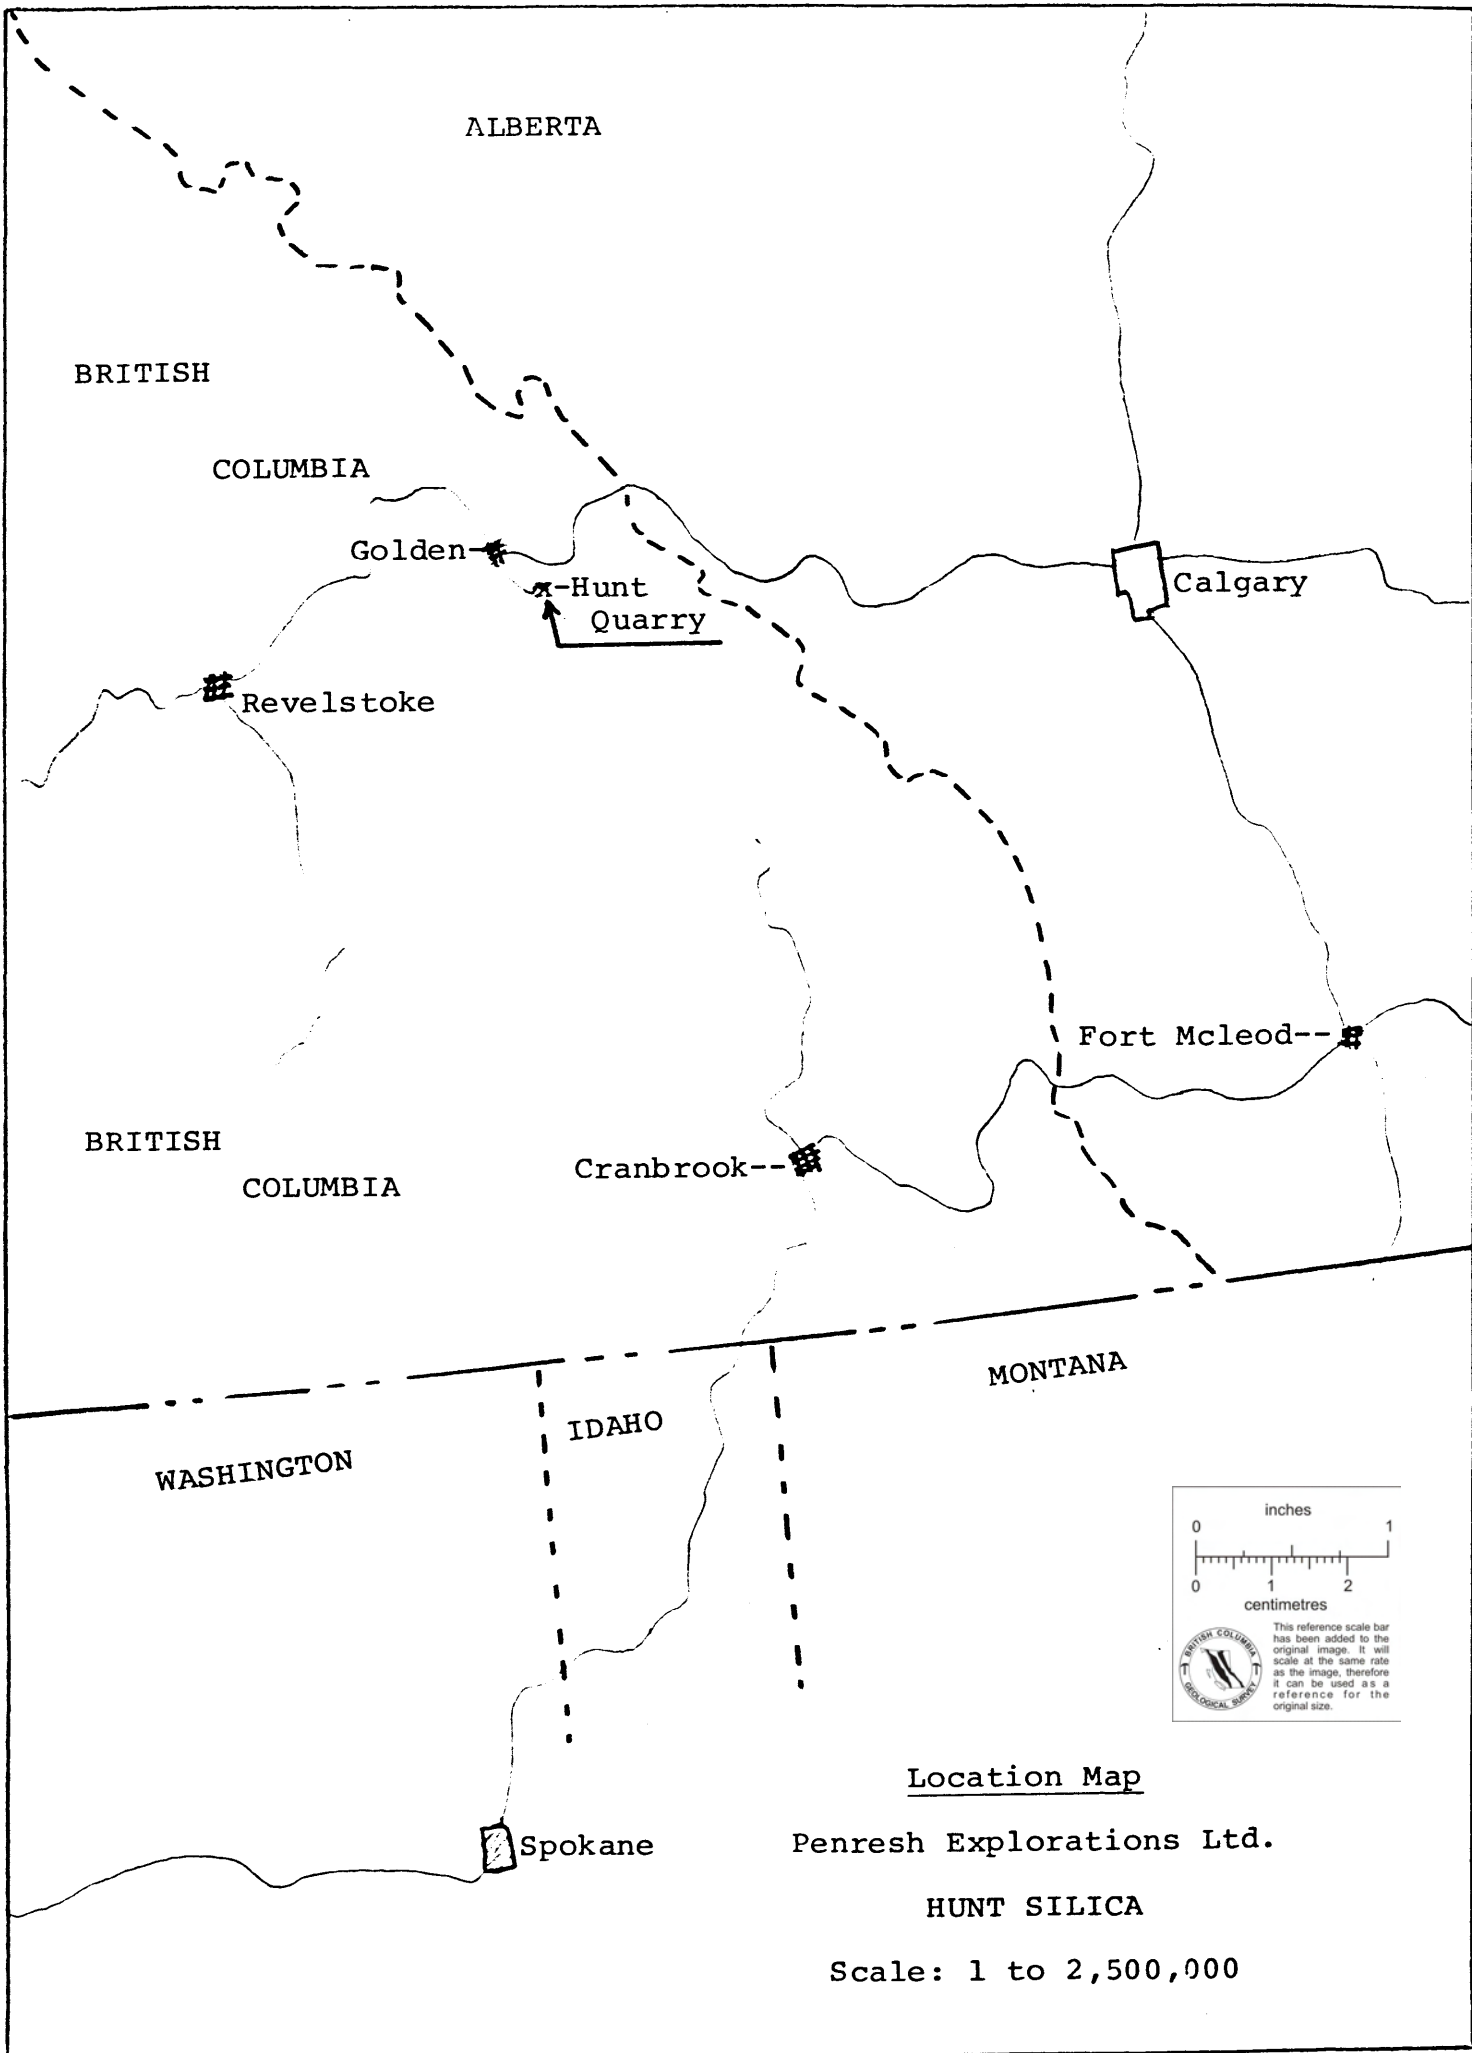 ALBERTA
BRITISH
COLUMBIA
Golden
x-Hunt
Quarry
Calgary
Revelstoke
Fort Mcleod--
BRITISH
COLUMBIA
Cranbrook--
MONTANA
IDAHO
WASHINGTON
inches
0 1
0 1 2
centimetres
BRITISH COLUMBIA
GEOLOGICAL SURVEY
This reference scale bar
has been added to the
original image. It will
scale at the same rate
as the image, therefore
it can be used as a
reference for the
original size.
Spokane
Location Map
Penresh Explorations Ltd.
HUNT SILICA
Scale: 1 to 2,500,000